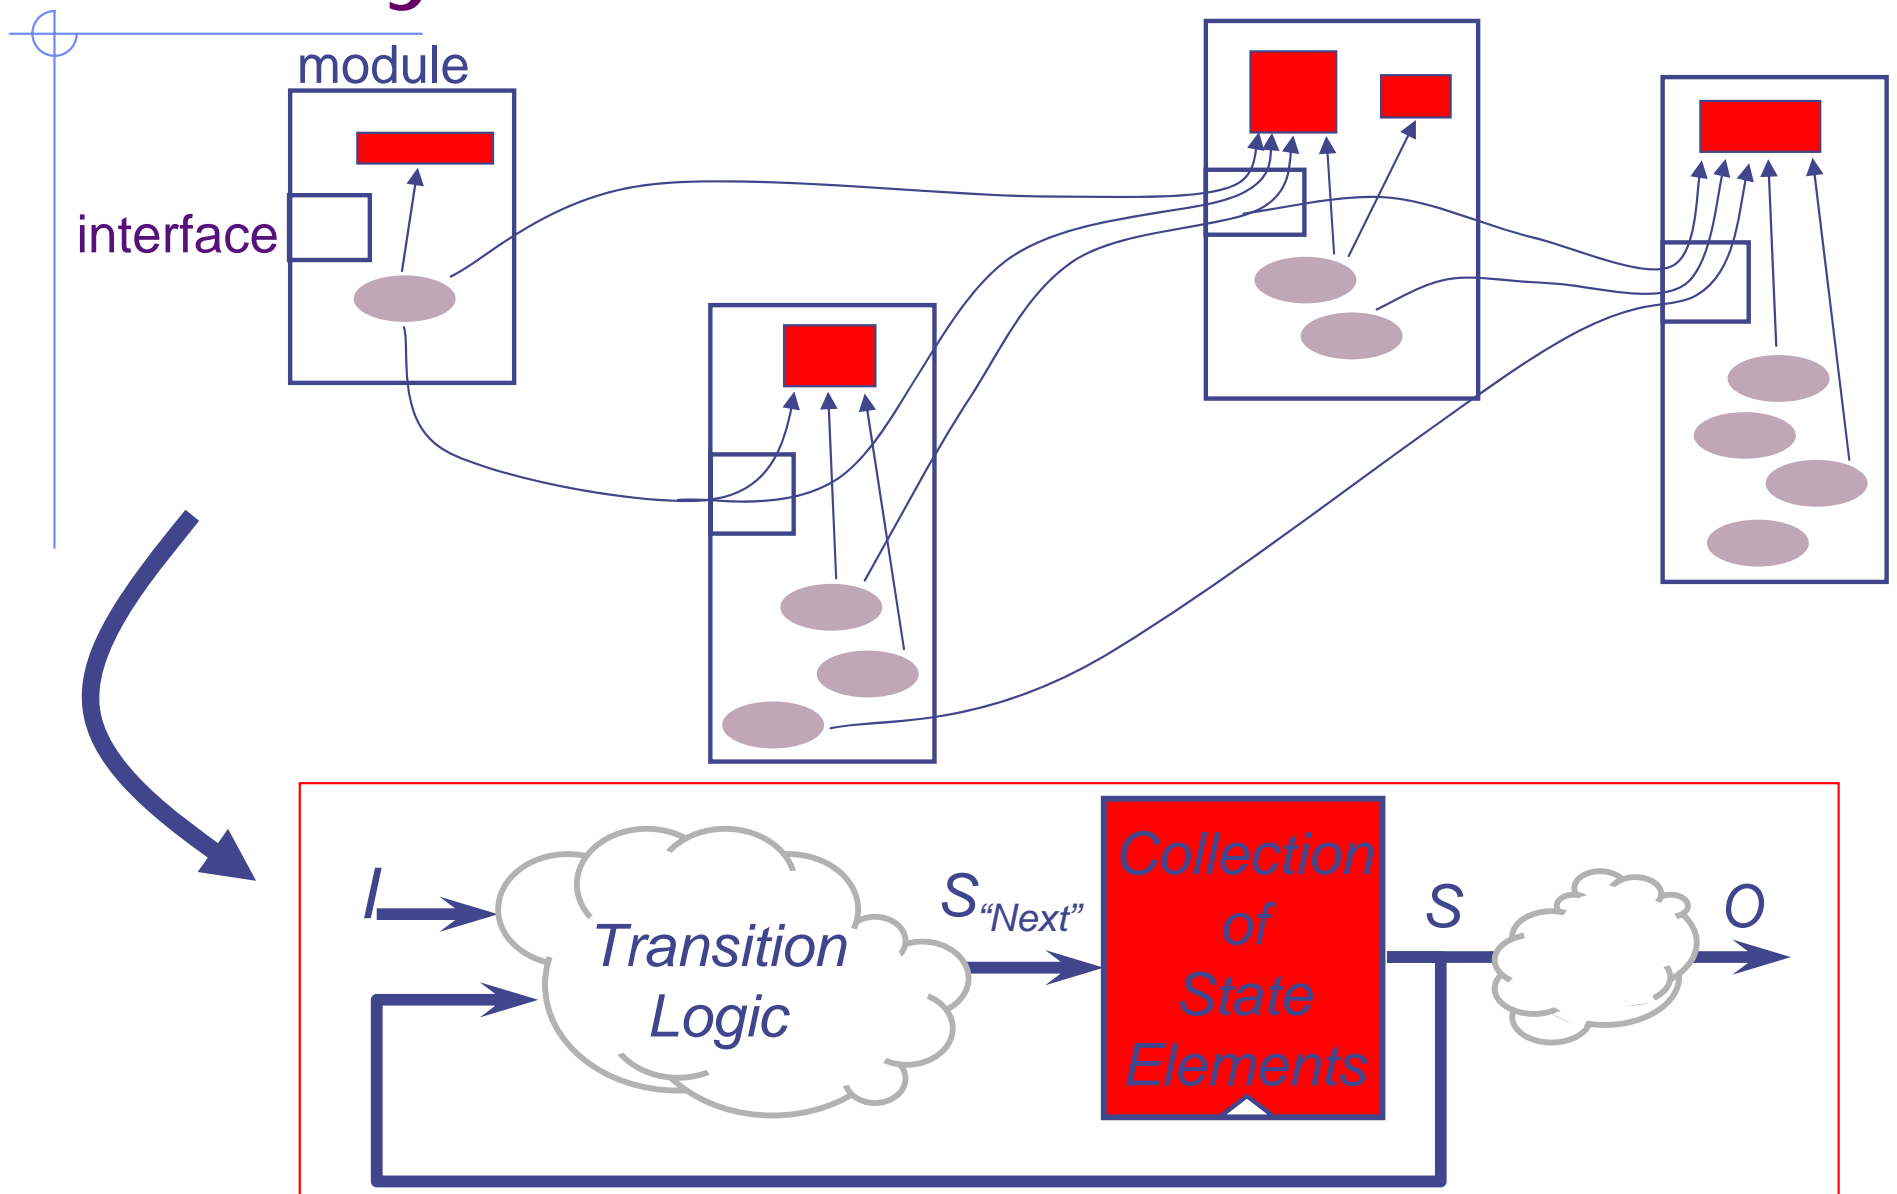 module
interface
I
Transition
Logic
S“Next”
Collection
of
State
Elements
S
O